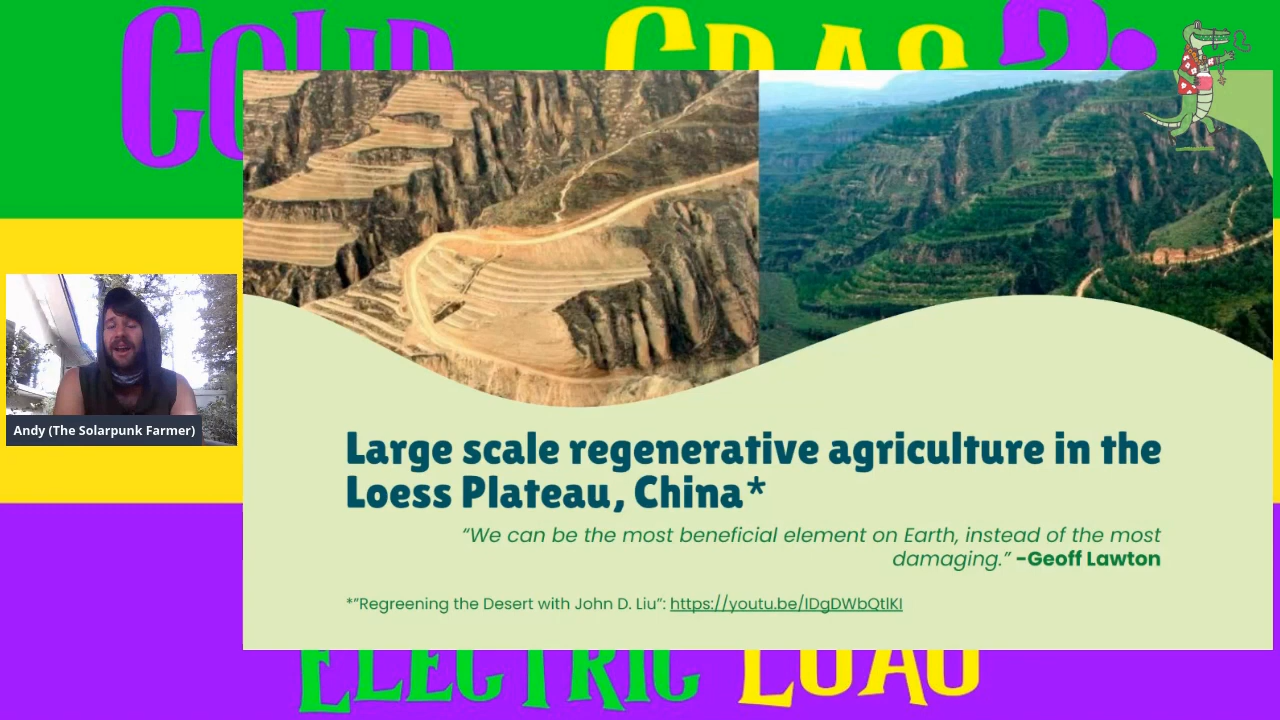 Large scale regenerative agriculture in the
Loess Plateau, China*
“We can be the most beneficial element on Earth, instead of the most
damaging.” –Geoff Lawton
*“Regreening the Desert with John D. Liu”: https://youtu.be/IDgDWbQtlKI
Andy (The Solarpunk Farmer)
ELECTRIC LUAU